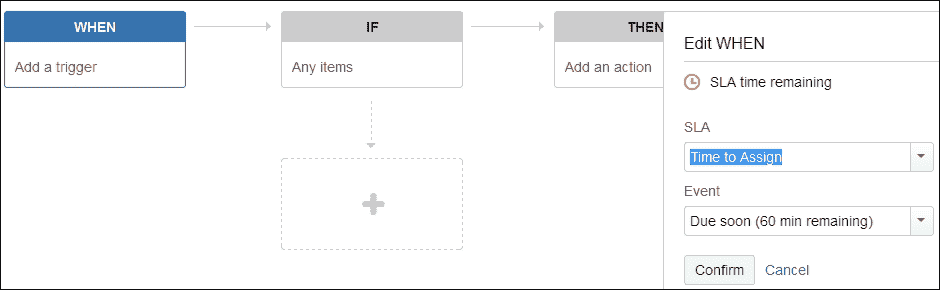 WHEN
Add a trigger
IF
Any items
THEN
Add an action
Edit WHEN
SLA time remaining
SLA
Time to Assign
Event
Due soon (60 min remaining)
Confirm Cancel